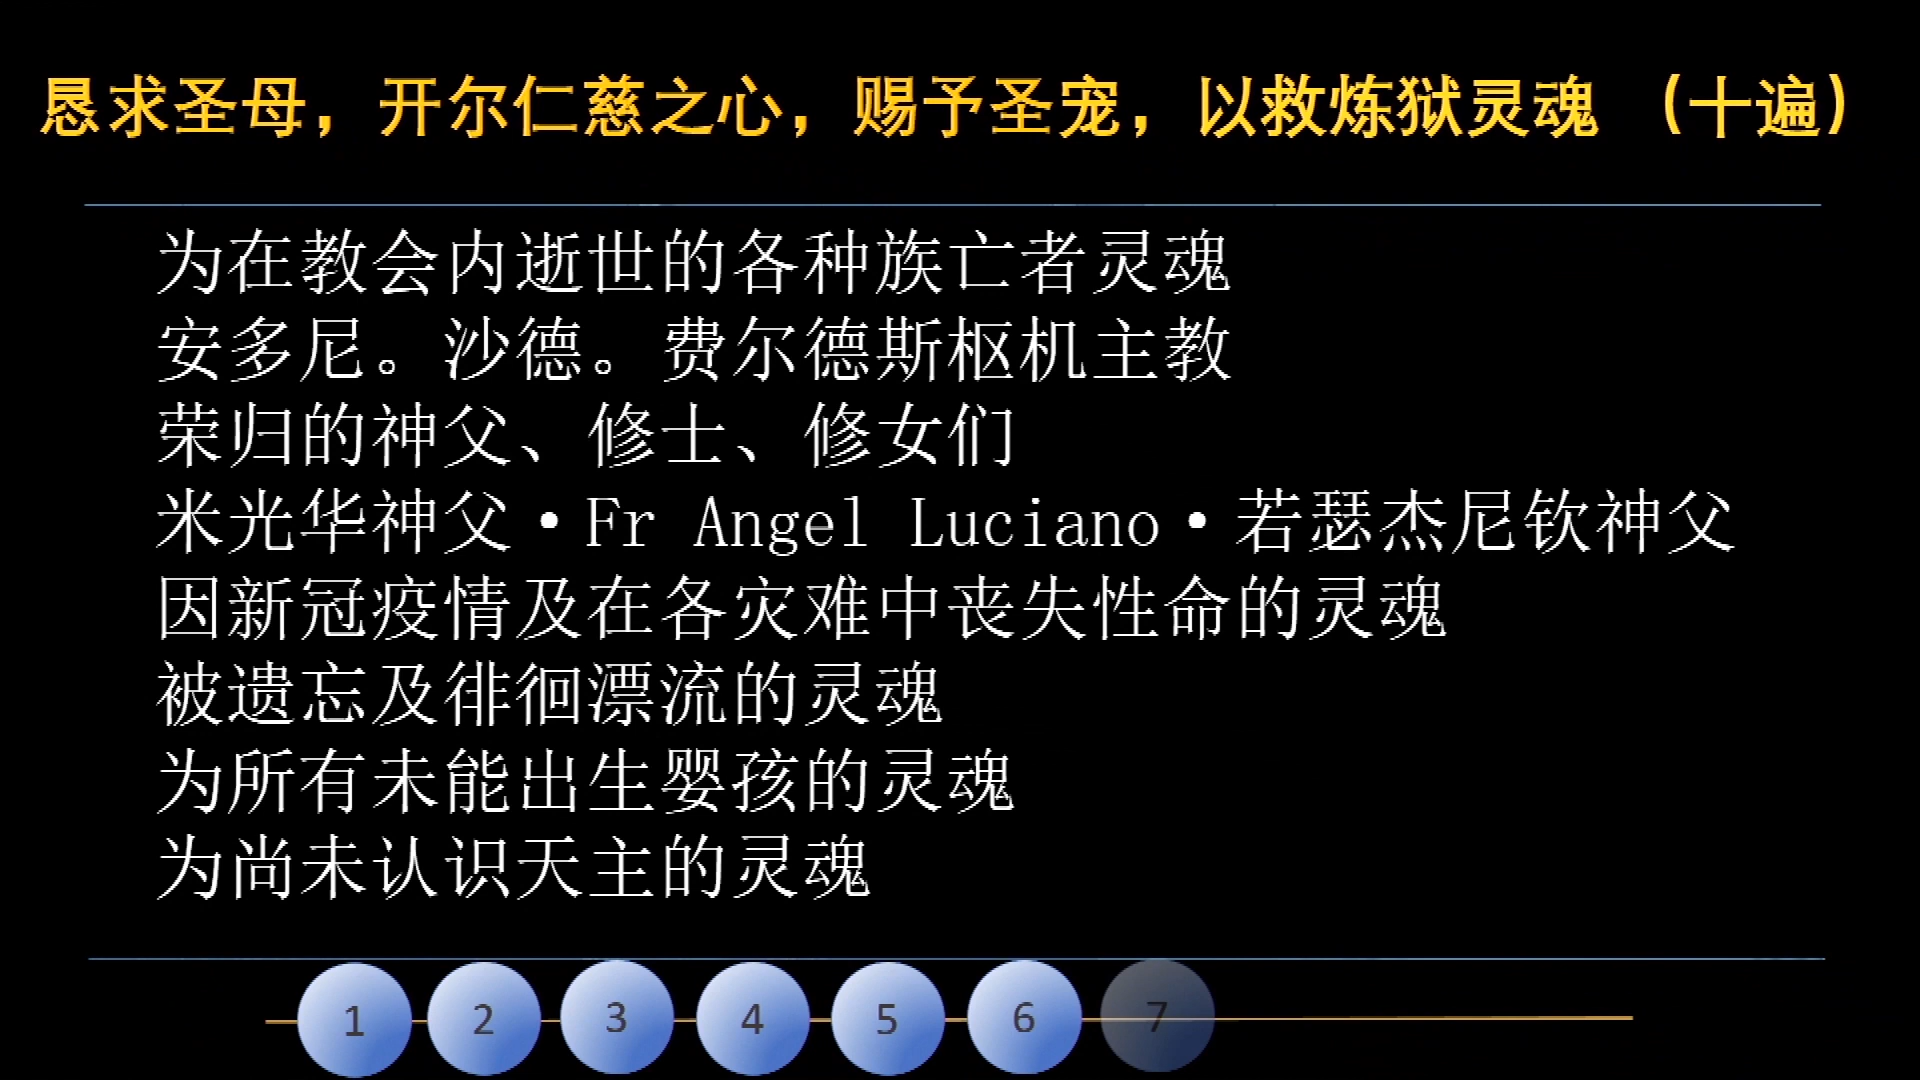 恳求圣母，开尔仁慈之心，赐予圣宠，以救炼狱灵魂 （十遍）
为在教会内逝世的各种族亡者灵魂
安多尼。沙德。费尔德斯枢机主教
荣归的神父、修士、修女们
米光华神父·Fr Angel Luciano·若瑟杰尼钦神父
因新冠疫情及在各灾难中丧失性命的灵魂
被遗忘及徘徊漂流的灵魂
为所有未能出生婴孩的灵魂
为尚未认识天主的灵魂
1 2 3 4 5 6 7